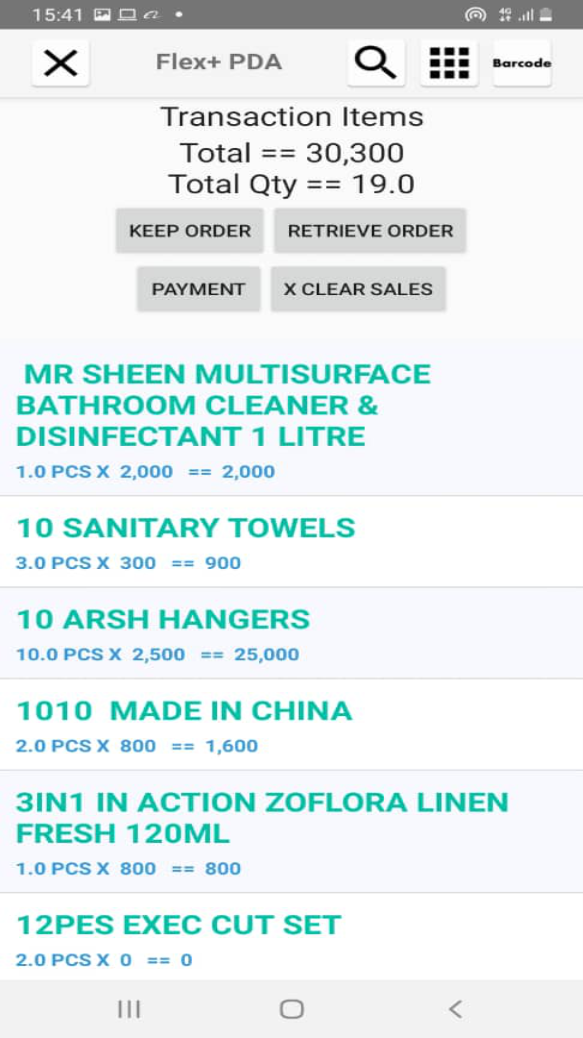 15:41
4G
Flex+ PDA
Barcode
Transaction Items
Total == 30,300
Total Qty == 19.0
KEEP ORDER RETRIEVE ORDER
PAYMENT X CLEAR SALES
MR SHEEN MULTISURFACE
BATHROOM CLEANER &
DISINFECTANT 1 LITRE
1.0 PCS X 2,000 == 2,000
10 SANITARY TOWELS
3.0 PCS X 300 == 900
10 ARSH HANGERS
10.0 PCS X 2,500 == 25,000
1010 MADE IN CHINA
2.0 PCS X 800 == 1,600
3IN1 IN ACTION ZOFLORA LINEN
FRESH 120ML
1.0 PCS X 800 == 800
12PES EXEC CUT SET
2.0 PCS X 0 == 0